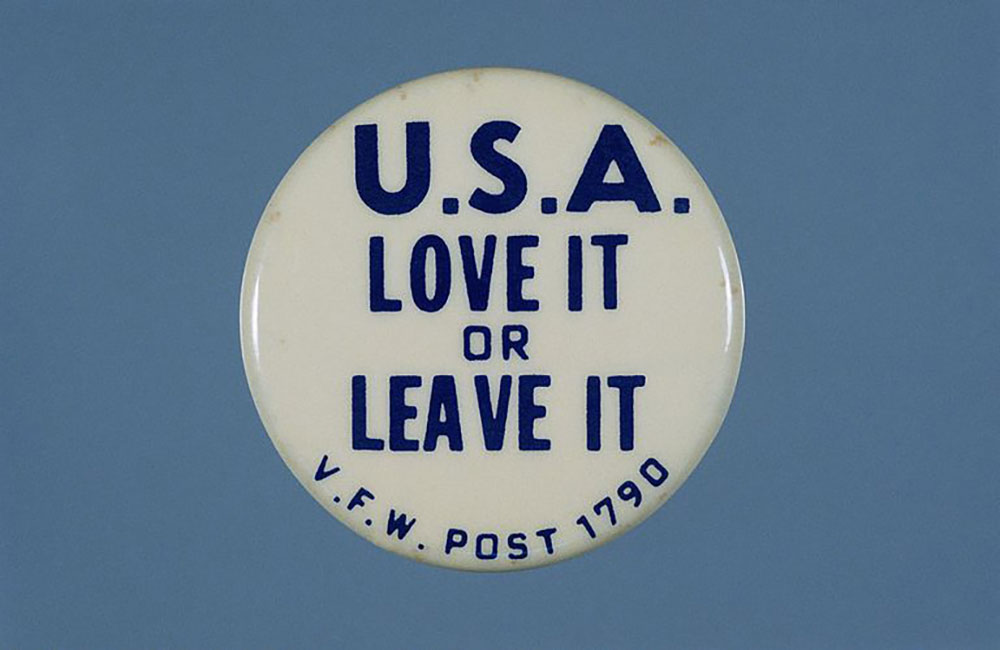 U.S.A.
LOVE IT
OR
LEAVE IT
V.F.W. POST 1790